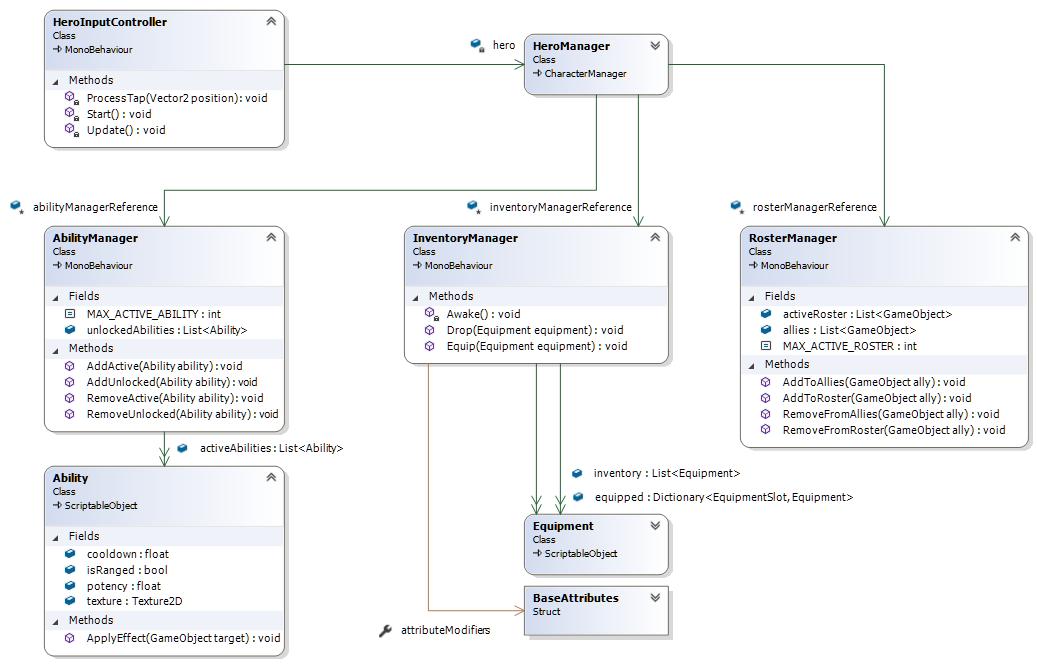 HeroInputController
Class
MonoBehaviour
Methods
ProcessTap(Vector2 position) : void
Start() : void
Update() : void
hero
HeroManager
Class
CharacterManager
abilityManagerReference
inventoryManagerReference
rosterManagerReference
AbilityManager
Class
MonoBehaviour
Fields
MAX_ACTIVE_ABILITY : int
unlockedAbilities : List<Ability>
Methods
AddActive(Ability ability) : void
AddUnlocked(Ability ability) : void
RemoveActive(Ability ability) : void
RemoveUnlocked(Ability ability) : void
InventoryManager
Class
MonoBehaviour
Methods
Awake() : void
Drop(Equipment equipment) : void
Equip(Equipment equipment) : void
RosterManager
Class
MonoBehaviour
Fields
activeRoster : List<GameObject>
allies : List<GameObject>
MAX_ACTIVE_ROSTER : int
Methods
AddToAllies(GameObject ally) : void
AddToRoster(GameObject ally) : void
RemoveFromAllies(GameObject ally) : void
RemoveFromRoster(GameObject ally) : void
activeAbilities : List<Ability>
Ability
Class
ScriptableObject
Fields
cooldown : float
isRanged : bool
potency : float
texture : Texture2D
Methods
ApplyEffect(GameObject target) : void
inventory : List<Equipment>
equipped : Dictionary<EquipmentSlot, Equipment>
Equipment
Class
ScriptableObject
BaseAttributes
Struct
attributeModifiers